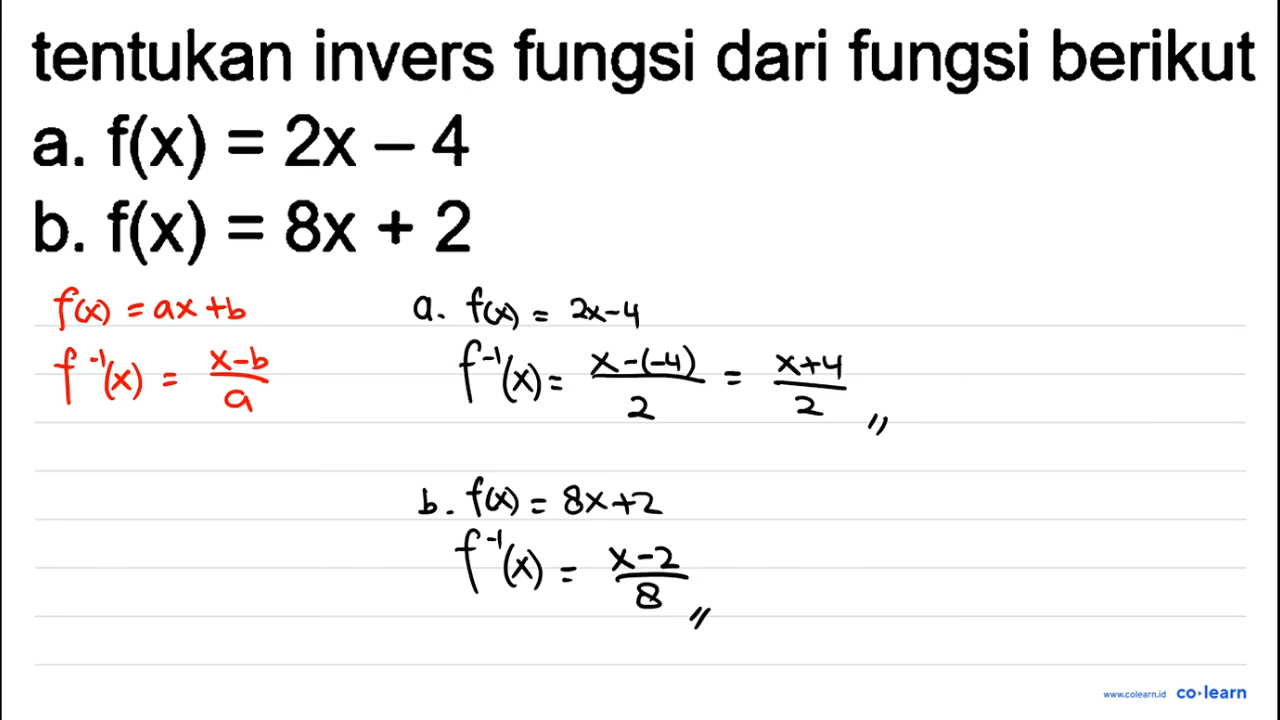 tentukan invers fungsi dari fungsi berikut
a. f(x) = 2x – 4
b. f(x) = 8x + 2
f(x) = ax + b
f⁻¹(x) = (x-b)/a
a. f(x) = 2x-4
f⁻¹(x) = (x-(-4))/2 = (x+4)/2 //
b. f(x) = 8x+2
f⁻¹(x) = (x-2)/8 //
www.colearn.id co·learn